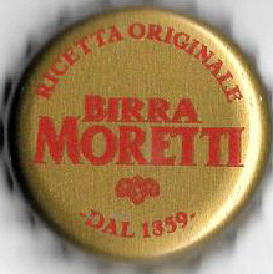 RICETTA ORIGINALE
BIRRA
MORETTI
-DAL 1859-